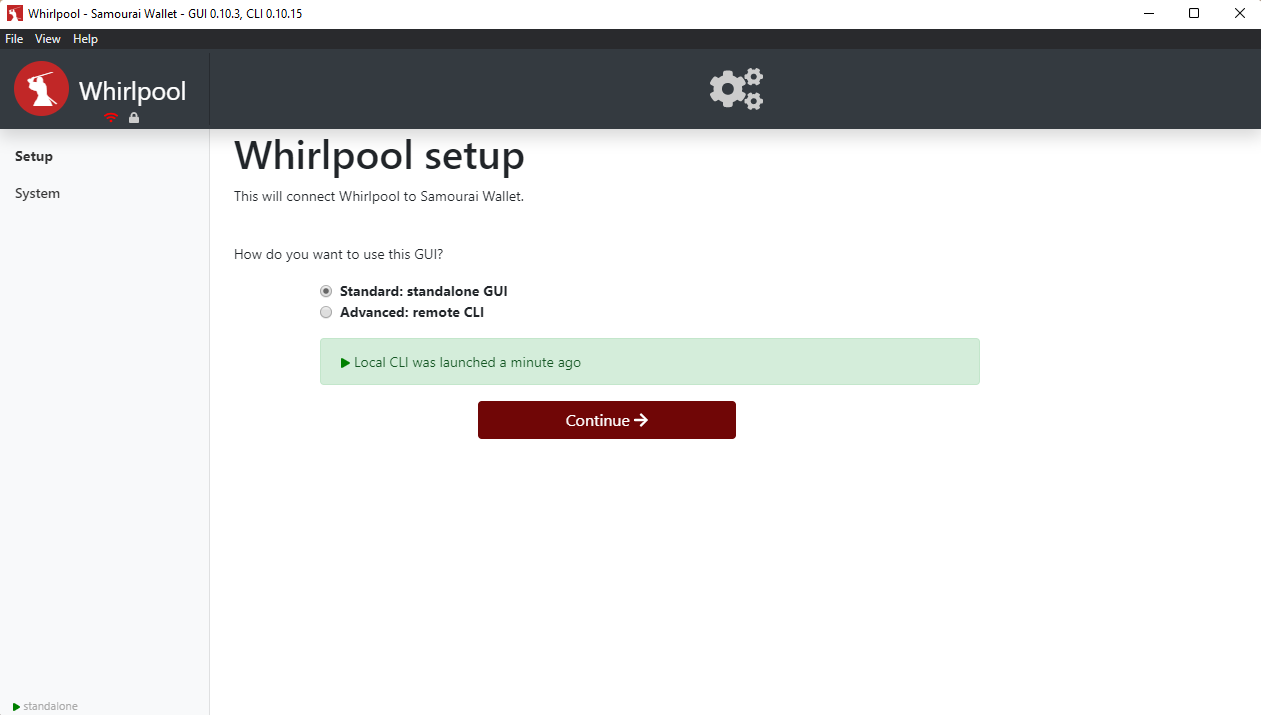 Whirlpool - Samourai Wallet - GUI 0.10.3, CLI 0.10.15
File View Help
Whirlpool
Setup
System
Whirlpool setup
This will connect Whirlpool to Samourai Wallet.
How do you want to use this GUI?
Standard: standalone GUI
Advanced: remote CLI
Local CLI was launched a minute ago
Continue
standalone